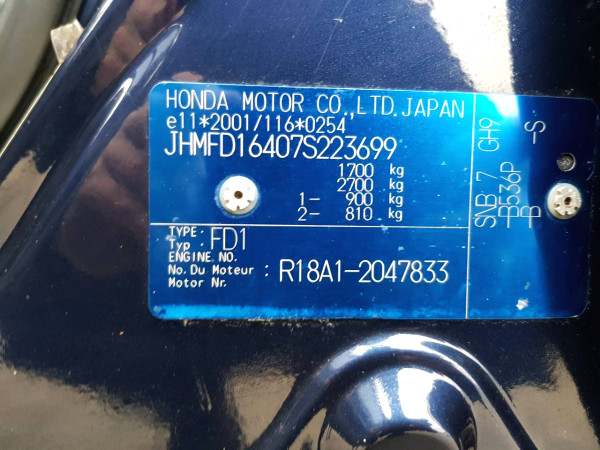 HONDA MOTOR CO.,LTD.JAPAN
e11*2001/116*0254
JHMFD16407S223699
1700 kg
2700 kg
1- 900 kg
2- 810 kg
TYPE:
Typ : FD1
ENGINE NO.
No. Du Moteur : R18A1-2047833
Motor Nr.
SNB 7 GH9
B536P -S